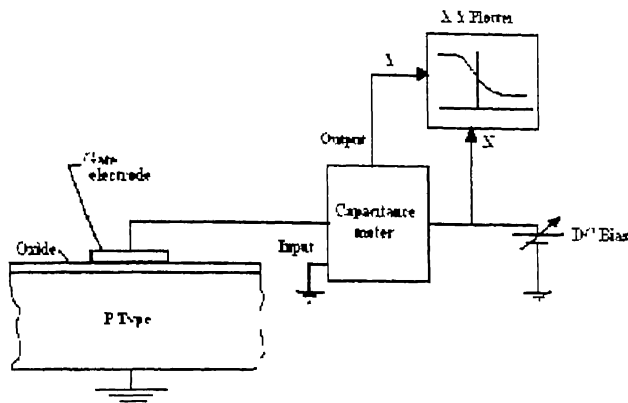 X Y Plotter
Y
Output
X
Gate
electrode
Capacitance
meter
Oxide
Input
DC Bias
P Type